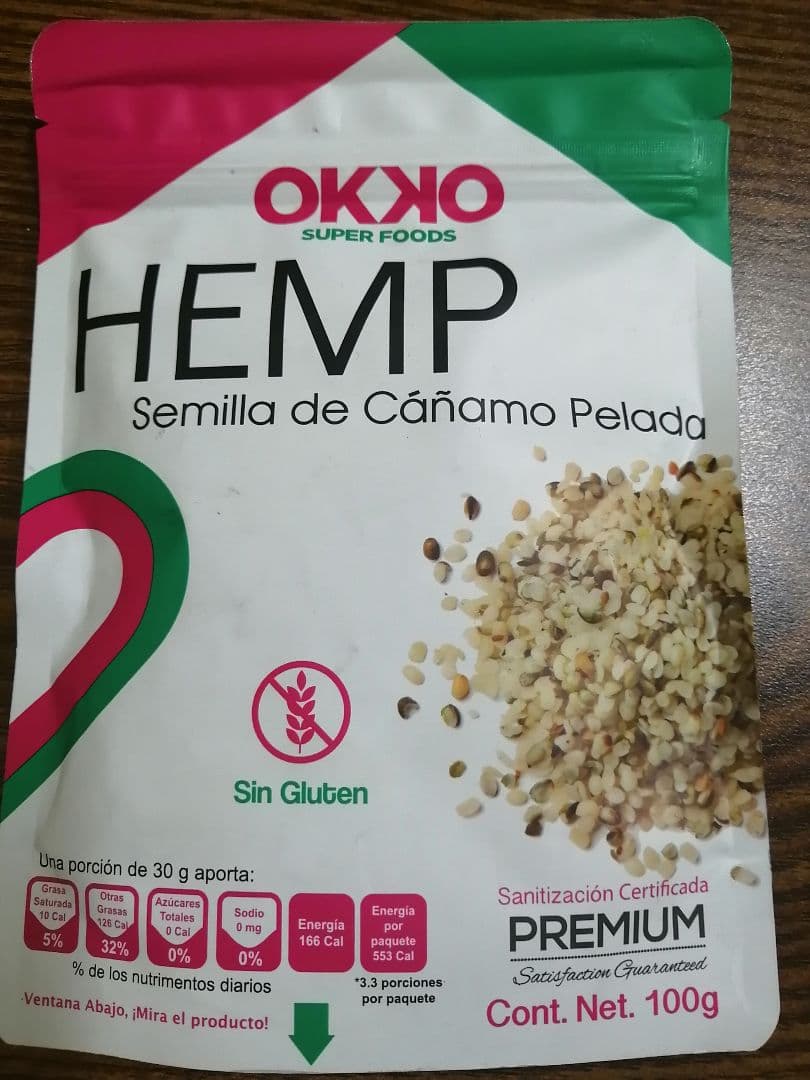 OKKO
SUPER FOODS
HEMP
Semilla de Cáñamo Pelada
Sin Gluten
Una porción de 30 g aporta:
Grasa
Saturada
10 Cal
5%
Otras
Grasas
126 Cal
32%
Azúcares
Totales
0 Cal
0%
Sodio
0 mg
0%
Energía
166 Cal
Energía
por
paquete
553 Cal
% de los nutrimentos diarios
*3.3 porciones
por paquete
Ventana Abajo, ¡Mira el producto!
Sanitización Certificada
PREMIUM
Satisfaction Guaranteed
Cont. Net. 100g